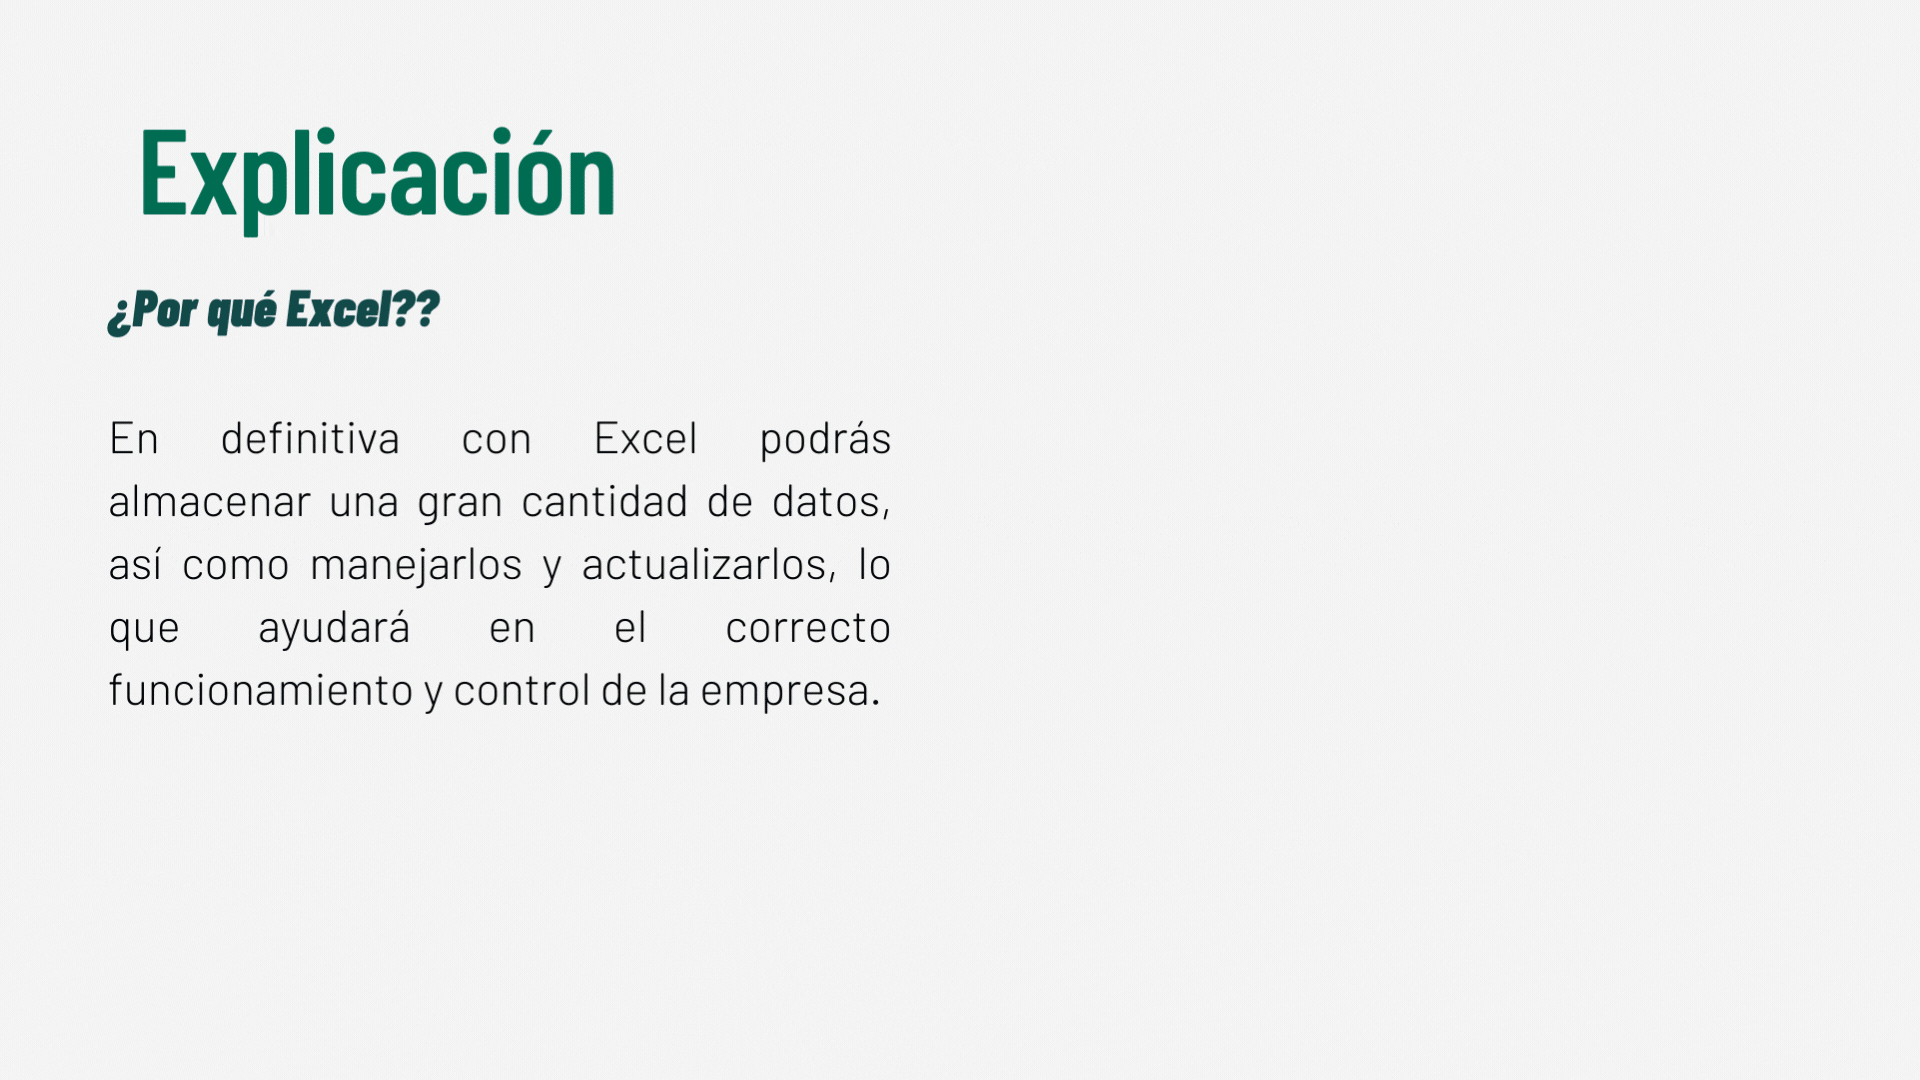 Explicación
¿Por qué Excel??
En definitiva con Excel podrás
almacenar una gran cantidad de datos,
así como manejarlos y actualizarlos, lo
que ayudará en el correcto
funcionamiento y control de la empresa.